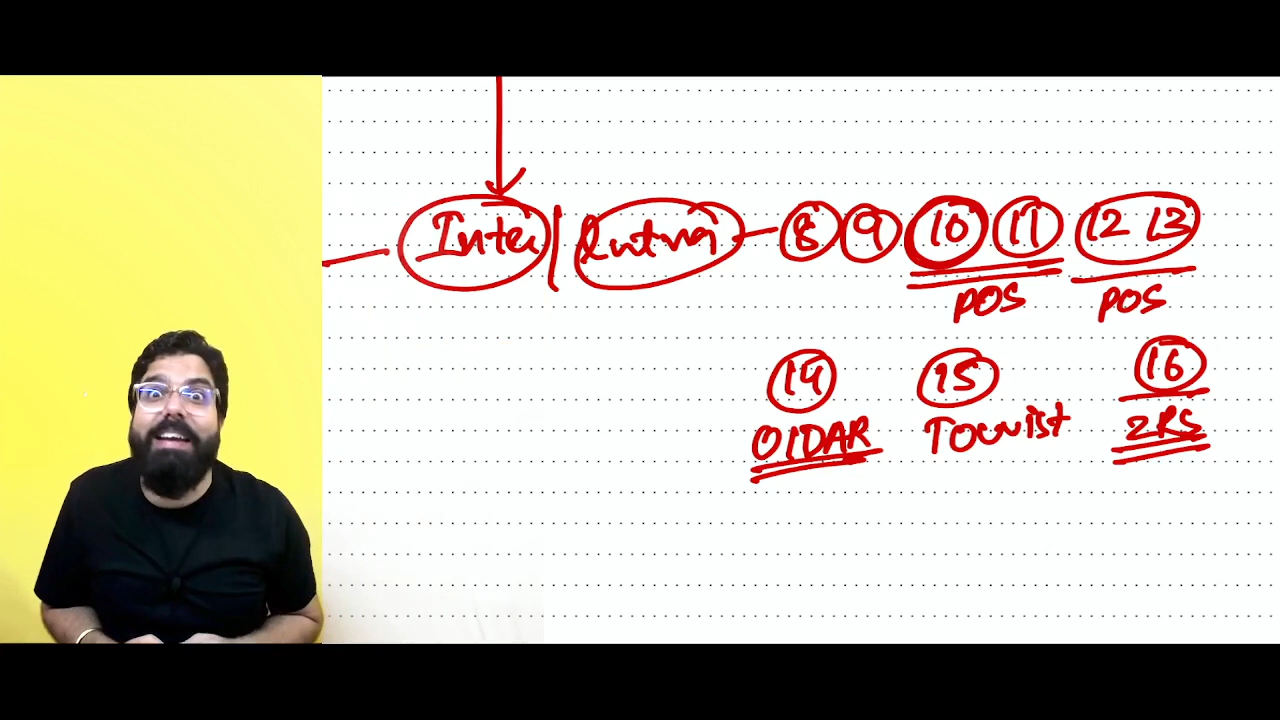 Inter | Intra - 8 9 10 11 12 13
POS POS
14 15 16
OIDAR Tourist ZRS